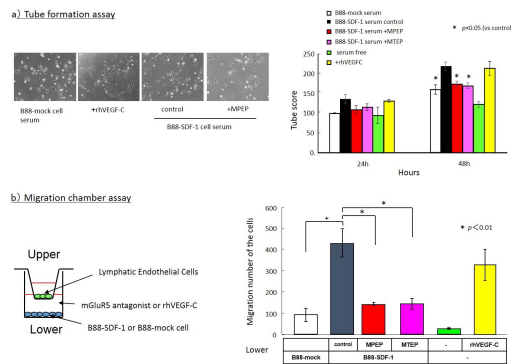 a) Tube formation assay
B88-mock cell serum
+rhVEGF-C
control
+MPEP
B88-SDF-1 cell serum
B88-mock serum
B88-SDF-1 serum control
B88-SDF-1 serum +MPEP
B88-SDF-1 serum +MTEP
serum free
+rhVEGFC
* p<0.05 (vs control)
Tube score
250
200
150
100
50
0
* * *
24h
48h
Hours
b) Migration chamber assay
Upper
Lymphatic Endothelial Cells
mGluR5 antagonist or rhVEGF-C
B88-SDF-1 or B88-mock cell
Lower
Migration number of the cells
600
500
400
300
200
100
0
*
*
*
* p<0.01
control
MPEP
MTEP
-
rhVEGF-C
Lower
B88-mock
B88-SDF-1
-